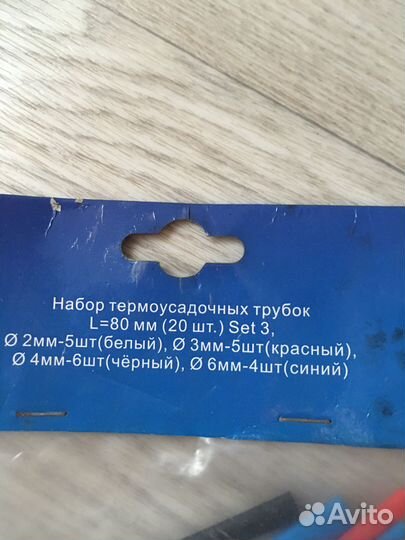 Набор термоусадочных трубок
L=80 мм (20 шт.) Set 3,
Ø 2мм-5шт(белый), Ø 3мм-5шт(красный),
Ø 4мм-6шт(чёрный), Ø 6мм-4шт(синий)
Avito